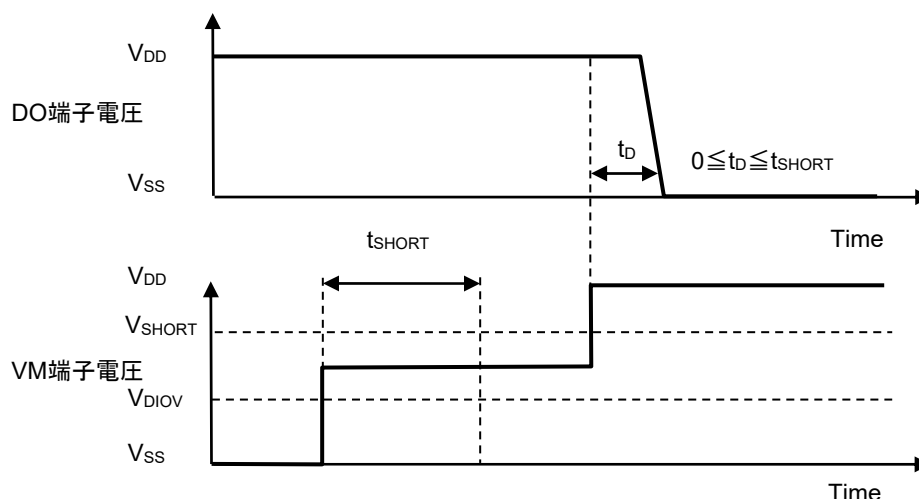 VDD
DO端子電圧
tD
0≦tD≦tSHORT
VSS
Time
tSHORT
VDD
VSHORT
VM端子電圧
VDIOV
VSS
Time